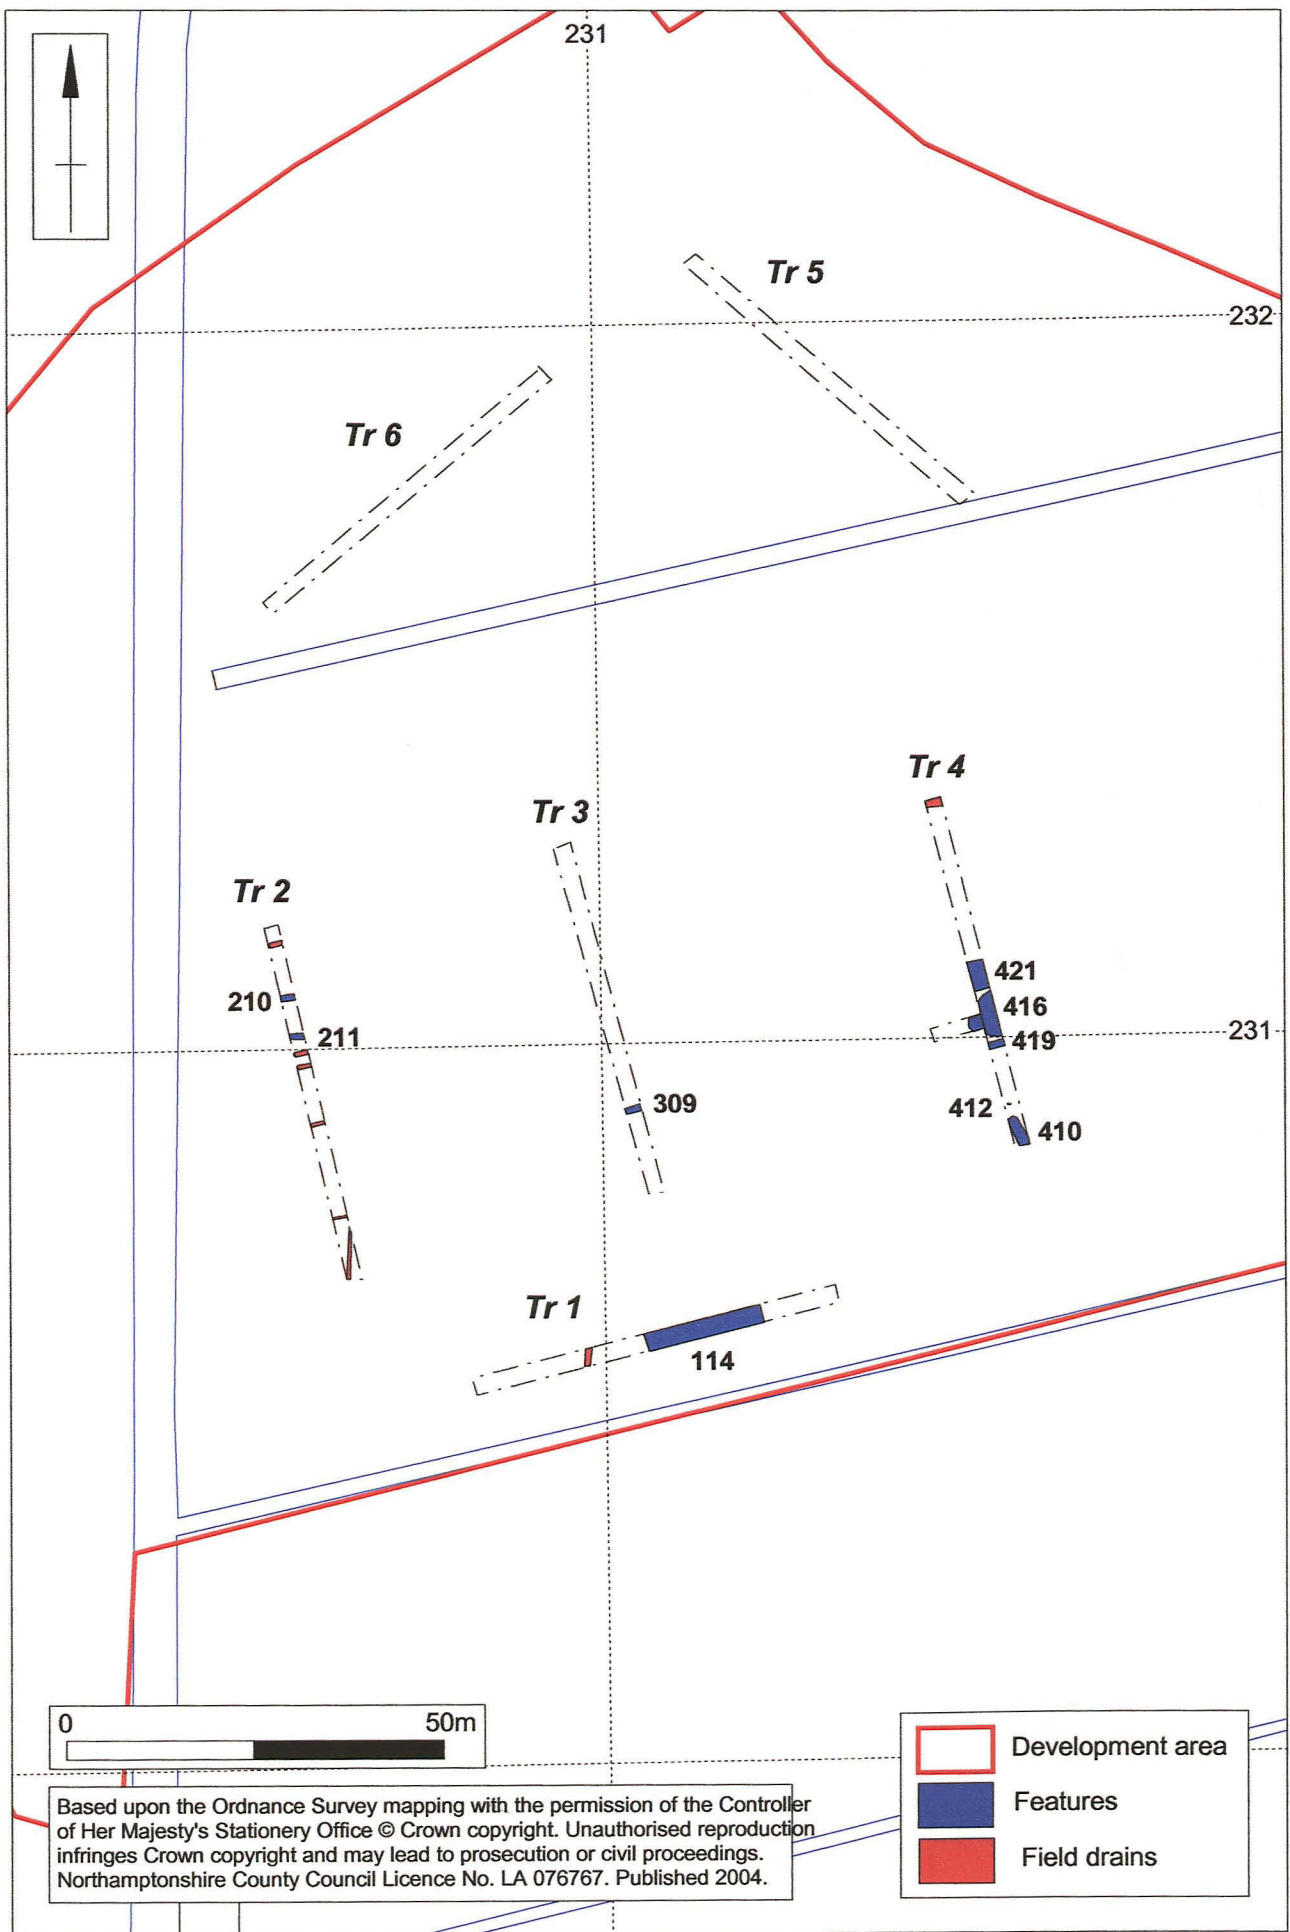 231
Tr 5
232
Tr 6
Tr 4
Tr 3
Tr 2
421
210
416
211
419
231
309
412
410
Tr 1
114
0 50m
Development area
Features
Field drains
Based upon the Ordnance Survey mapping with the permission of the Controller
of Her Majesty's Stationery Office © Crown copyright. Unauthorised reproduction
infringes Crown copyright and may lead to prosecution or civil proceedings.
Northamptonshire County Council Licence No. LA 076767. Published 2004.